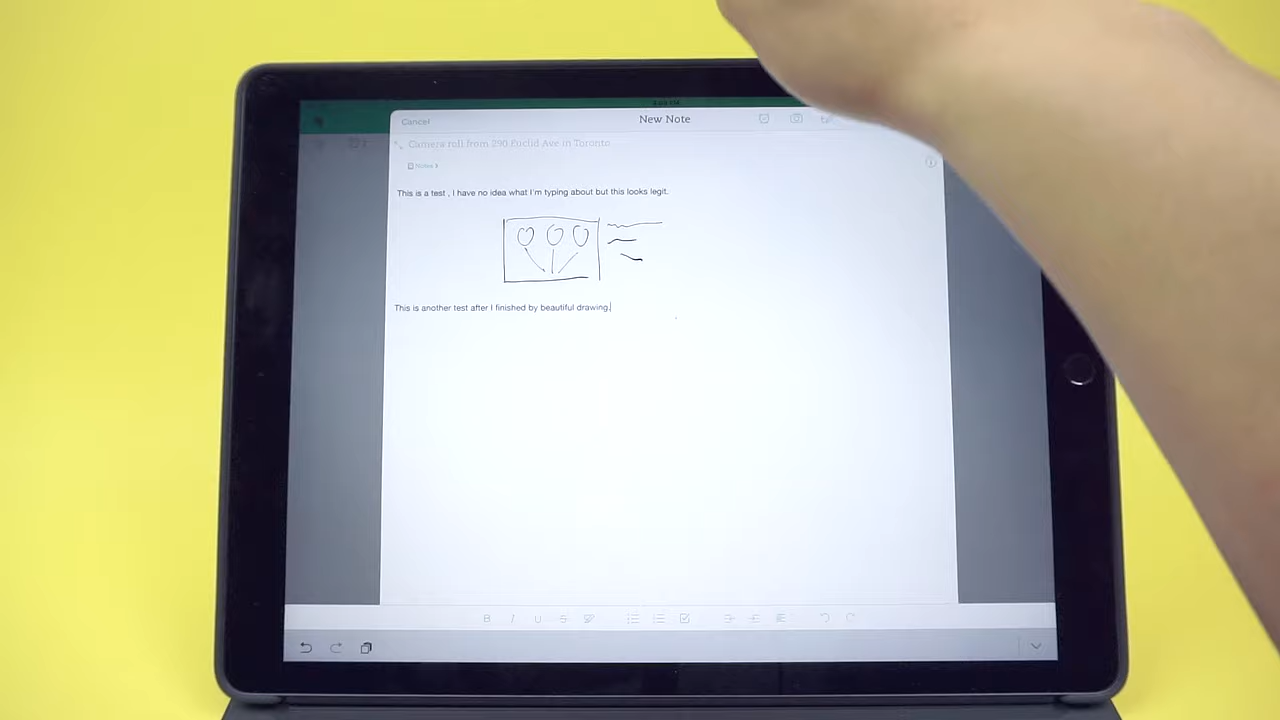 Cancel
New Note
Camera roll from 290 Euclid Ave in Toronto
Notes
This is a test , I have no idea what I'm typing about but this looks legit.
This is another test after I finished by beautiful drawing.
B I U S